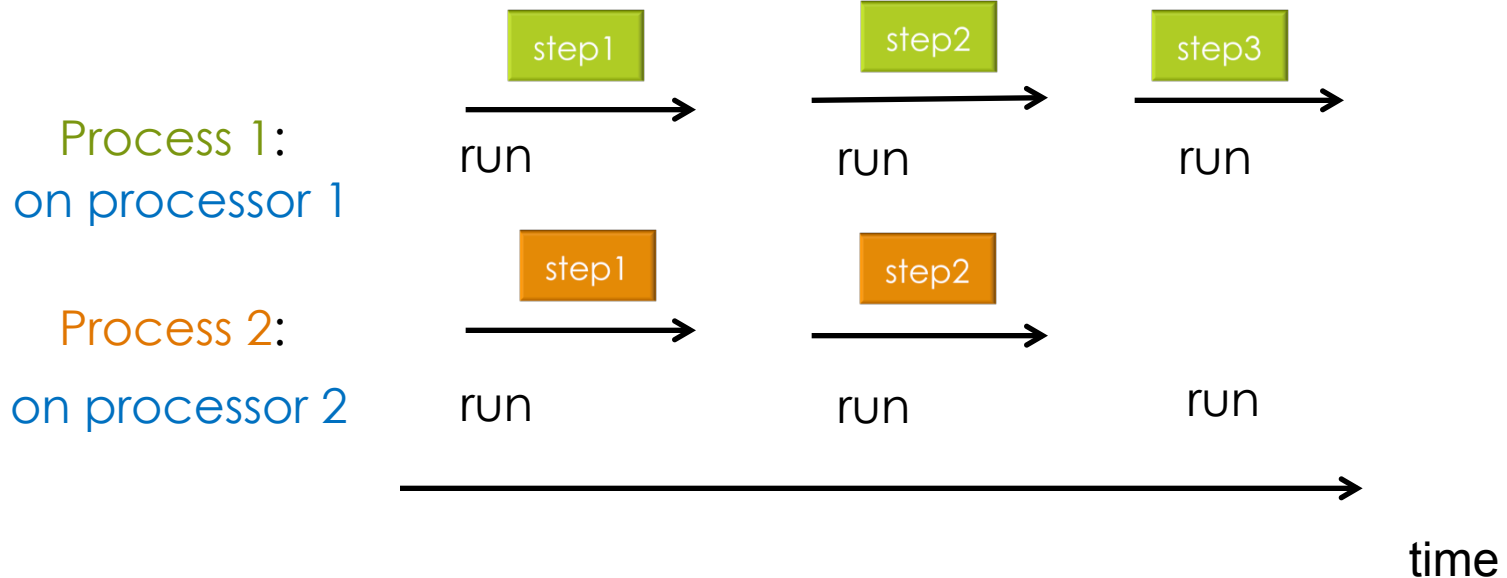 step1 step2 step3
Process 1:
run run run
on processor 1
step1 step2
Process 2:
on processor 2 run run run
time